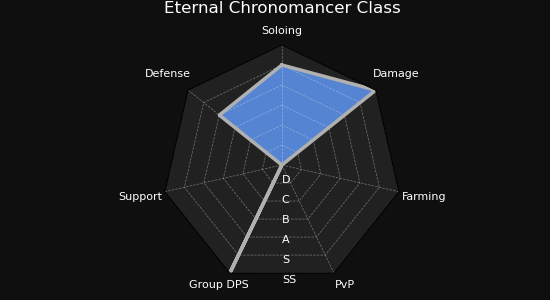 Eternal Chronomancer Class
Soloing
Defense
Damage
Support
Farming
D
C
B
A
S
SS
Group DPS
PvP